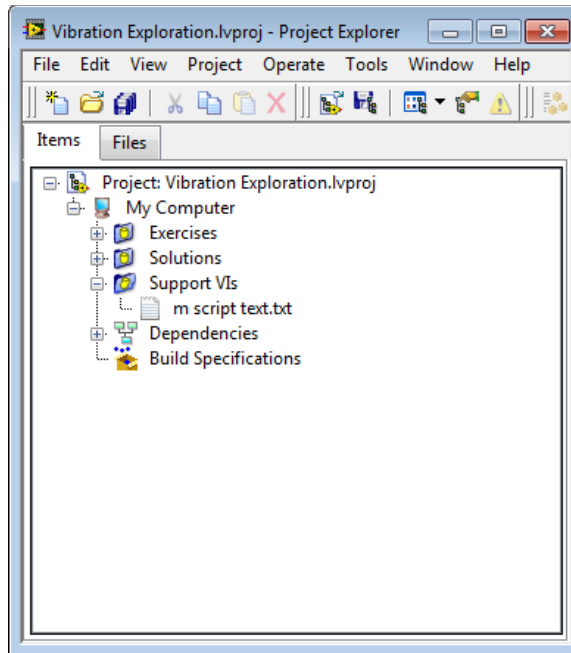 Vibration Exploration.lvproj - Project Explorer
File Edit View Project Operate Tools Window Help
Items Files
Project: Vibration Exploration.lvproj
My Computer
Exercises
Solutions
Support VIs
m script text.txt
Dependencies
Build Specifications